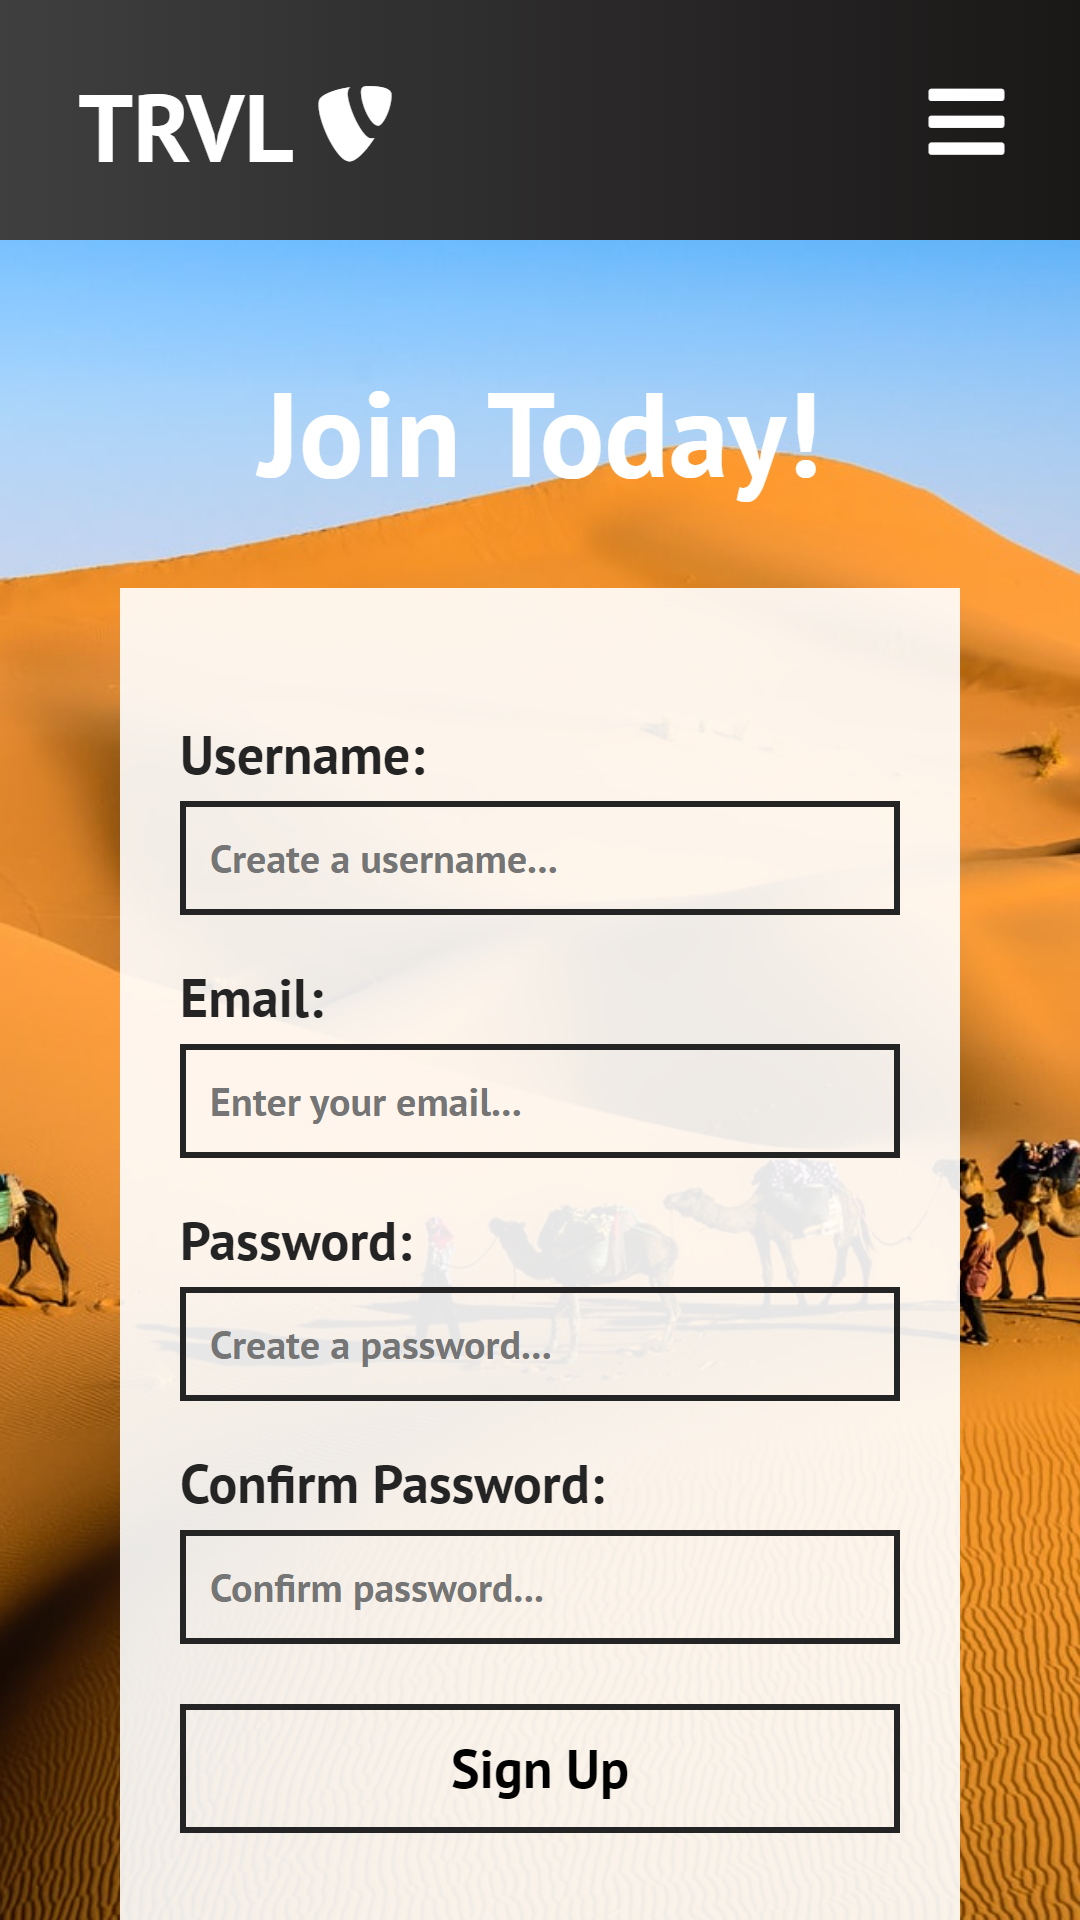 TRVL
Join Today!
Username:
Create a username...
Email:
Enter your email...
Password:
Create a password...
Confirm Password:
Confirm password...
Sign Up